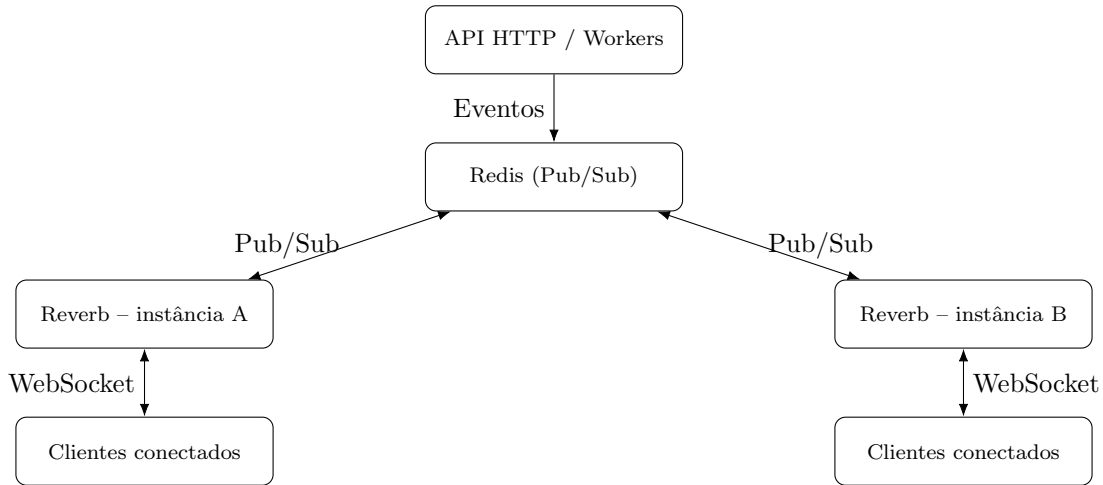 API HTTP / Workers
Eventos
Redis (Pub/Sub)
Pub/Sub
Pub/Sub
Reverb – instância A
Reverb – instância B
WebSocket
WebSocket
Clientes conectados
Clientes conectados